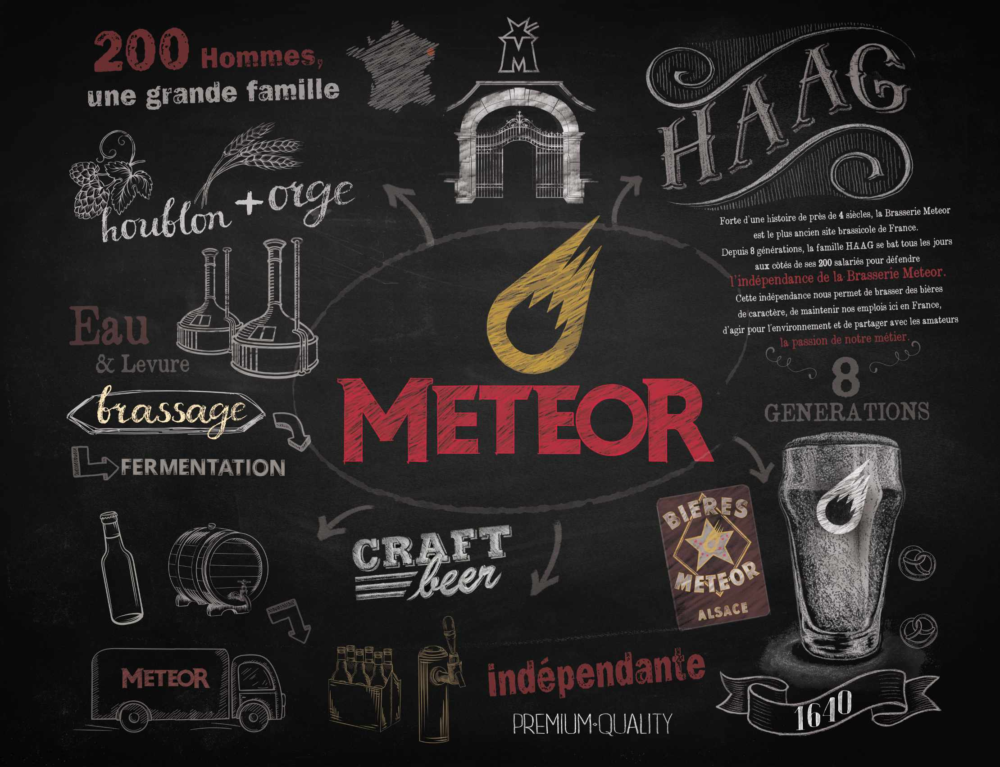 200 Hommes,
une grande famille
M
HAAG
houblon + orge
Forte d'une histoire de près de 4 siècles, la Brasserie Meteor
est le plus ancien site brassicole de France.
Depuis 8 générations, la famille HAAG se bat tous les jours
aux côtés de ses 200 salariés pour défendre
l'indépendance de la Brasserie Meteor.
Cette indépendance nous permet de brasser des bières
de caractère, de maintenir nos emplois ici en France,
d'agir pour l'environnement et de partager avec les amateurs
la passion de notre métier.
Eau
& Levure
8
GENERATIONS
METEOR
brassage
FERMENTATION
CRAFT
beer
BIERES
METEOR
ALSACE
METEOR
indépendante
PREMIUM•QUALITY
1640